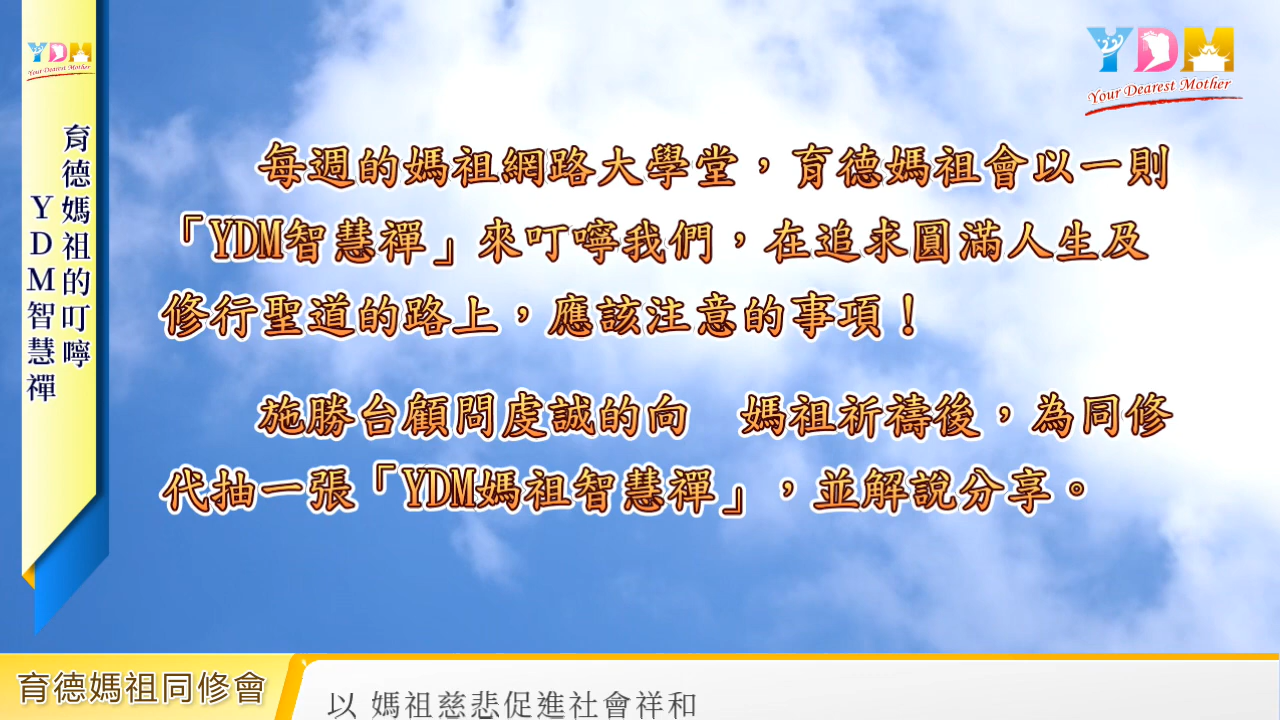 YDM
Your Dearest Mother
育德媽祖的叮嚀
YDM智慧禪
YDM
Your Dearest Mother
每週的媽祖網路大學堂，育德媽祖會以一則
「YDM智慧禪」來叮嚀我們，在追求圓滿人生及
修行聖道的路上，應該注意的事項！
施勝台顧問虔誠的向　媽祖祈禱後，為同修
代抽一張「YDM媽祖智慧禪」，並解說分享。
育德媽祖同修會
以 媽祖慈悲促進社會祥和